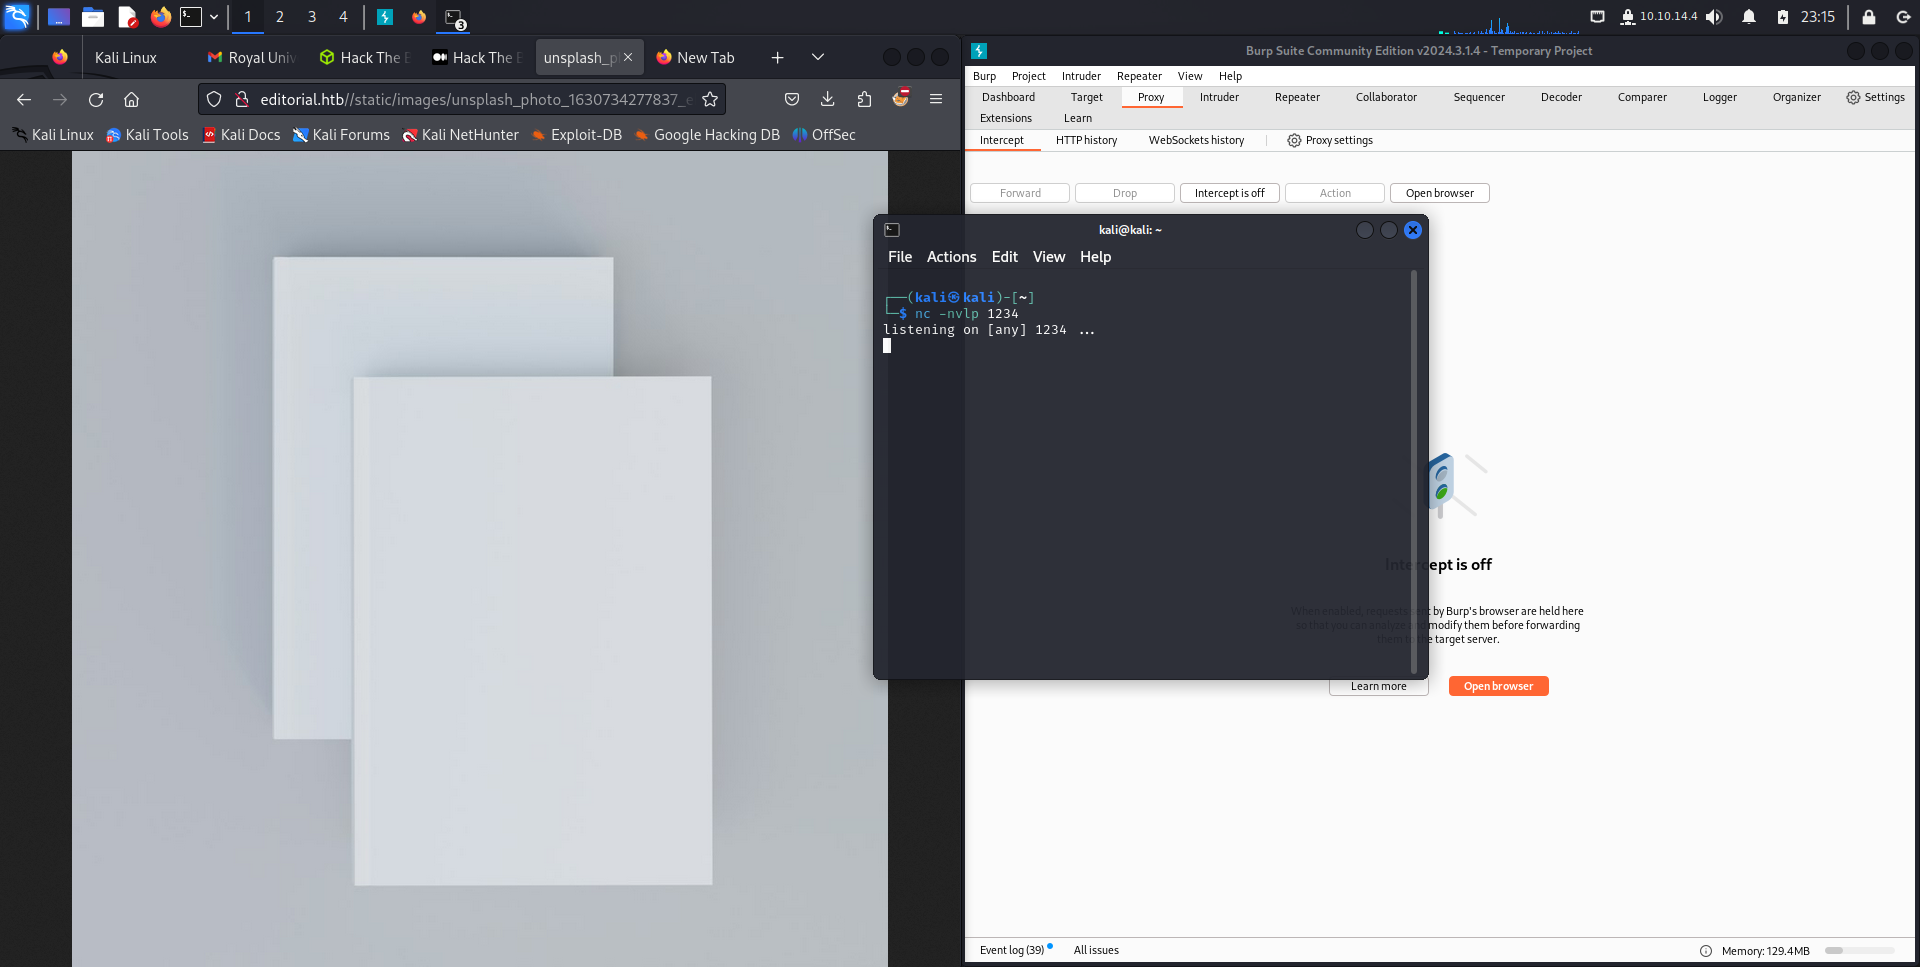 1 2 3 4
3
10.10.14.4
23:15
Kali Linux
Royal Univ
Hack The B
Hack The B
unsplash_ph
New Tab
editorial.htb//static/images/unsplash_photo_1630734277837_e
Kali Linux Kali Tools Kali Docs Kali Forums Kali NetHunter Exploit-DB Google Hacking DB OffSec
Burp Suite Community Edition v2024.3.1.4 - Temporary Project
Burp Project Intruder Repeater View Help
Dashboard Target Proxy Intruder Repeater Collaborator Sequencer Decoder Comparer Logger Organizer Settings
Extensions Learn
Intercept HTTP history WebSockets history Proxy settings
Forward Drop Intercept is off Action Open browser
kali@kali: ~
File Actions Edit View Help
┌──(kali㉿kali)-[~]
└─$ nc -nvlp 1234
listening on [any] 1234 ...
Intercept is off
When enabled, requests sent by Burp's browser are held here
so that you can analyze and modify them before forwarding
them to the target server.
Learn more Open browser
Event log (39) All issues
Memory: 129.4MB